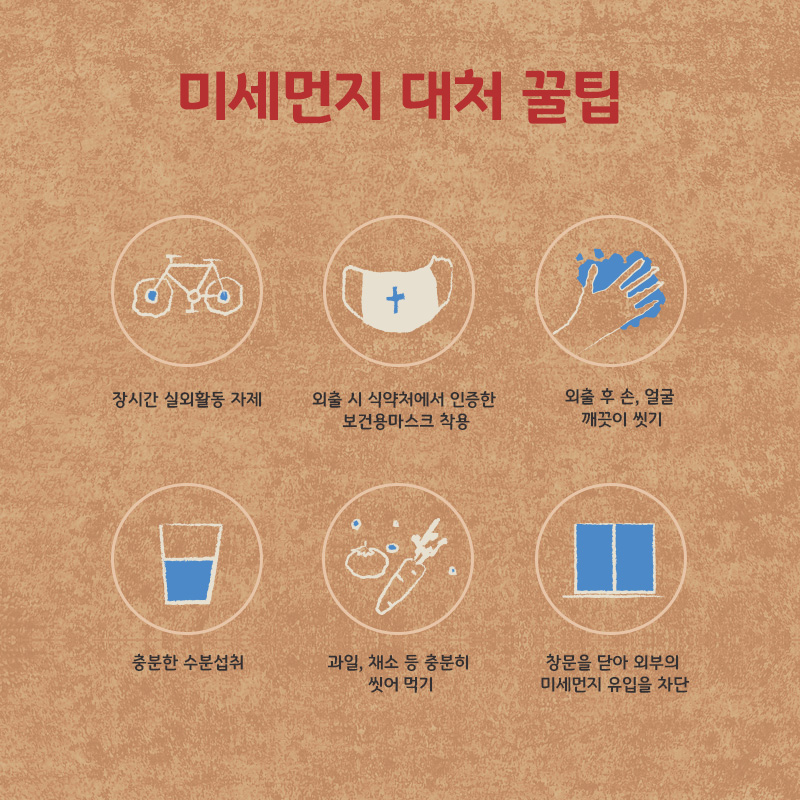 미세먼지 대처 꿀팁
장시간 실외활동 자제
외출 시 식약처에서 인증한
보건용마스크 착용
외출 후 손, 얼굴
깨끗이 씻기
충분한 수분섭취
과일, 채소 등 충분히
씻어 먹기
창문을 닫아 외부의
미세먼지 유입을 차단